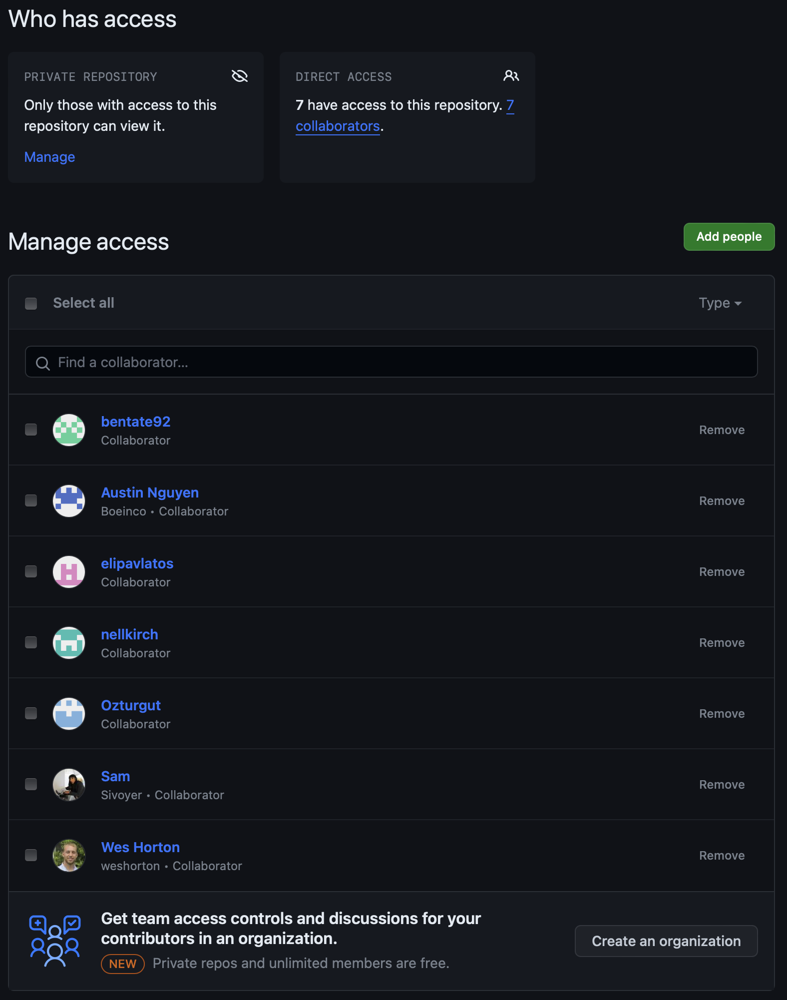 Who has access
PRIVATE REPOSITORY
Only those with access to this
repository can view it.
Manage
DIRECT ACCESS
7 have access to this repository. 7
collaborators.
Manage access
Add people
Select all
Type
Find a collaborator...
bentate92
Collaborator
Remove
Austin Nguyen
Boeinco • Collaborator
Remove
elipavlatos
Collaborator
Remove
nellkirch
Collaborator
Remove
Ozturgut
Collaborator
Remove
Sam
Sivoyer • Collaborator
Remove
Wes Horton
weshorton • Collaborator
Remove
Get team access controls and discussions for your
contributors in an organization.
NEW Private repos and unlimited members are free.
Create an organization